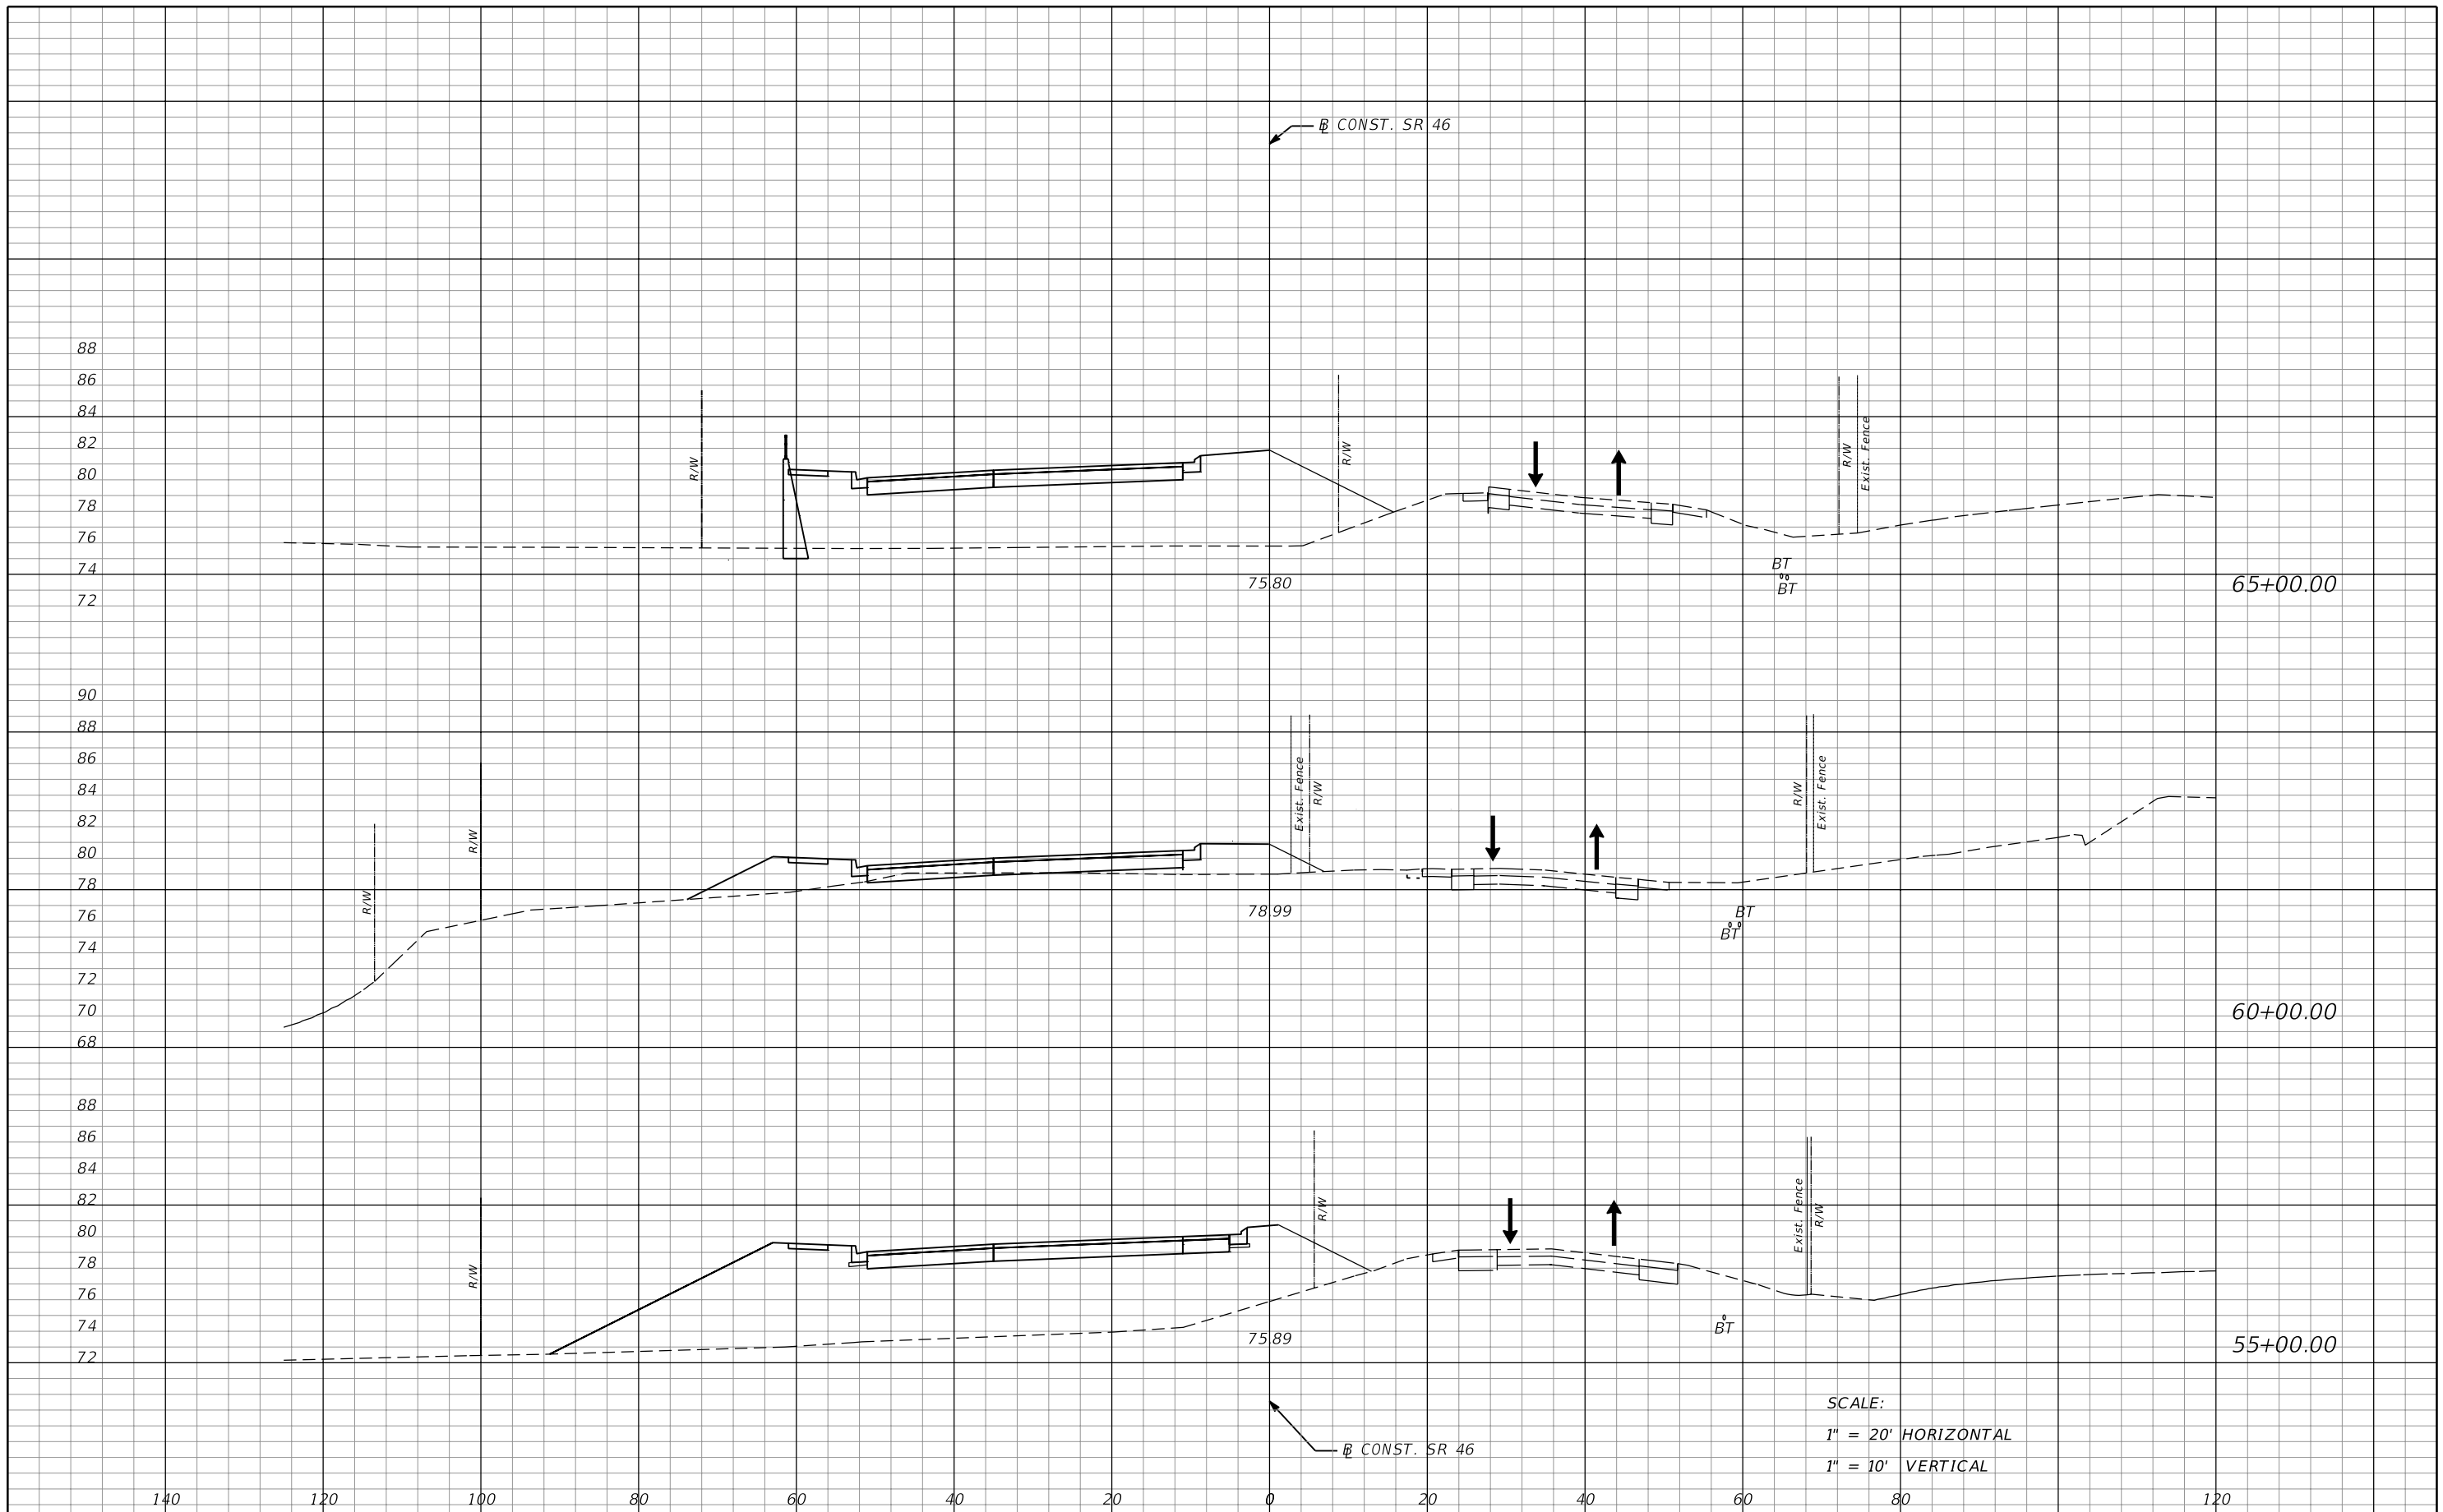 B CONST. SR 46
88
86
84
82
80
78
76
74
72
R/W
R/W
R/W
Exist. Fence
BT
BT
75.80
65+00.00
90
88
86
84
82
80
78
76
74
72
70
68
R/W
R/W
Exist. Fence
R/W
R/W
Exist. Fence
BT
BT
78.99
60+00.00
88
86
84
82
80
78
76
74
72
R/W
R/W
Exist. Fence
R/W
BT
75.89
55+00.00
SCALE:
1" = 20' HORIZONTAL
1" = 10' VERTICAL
B CONST. SR 46
140 120 100 80 60 40 20 0 20 40 60 80 120